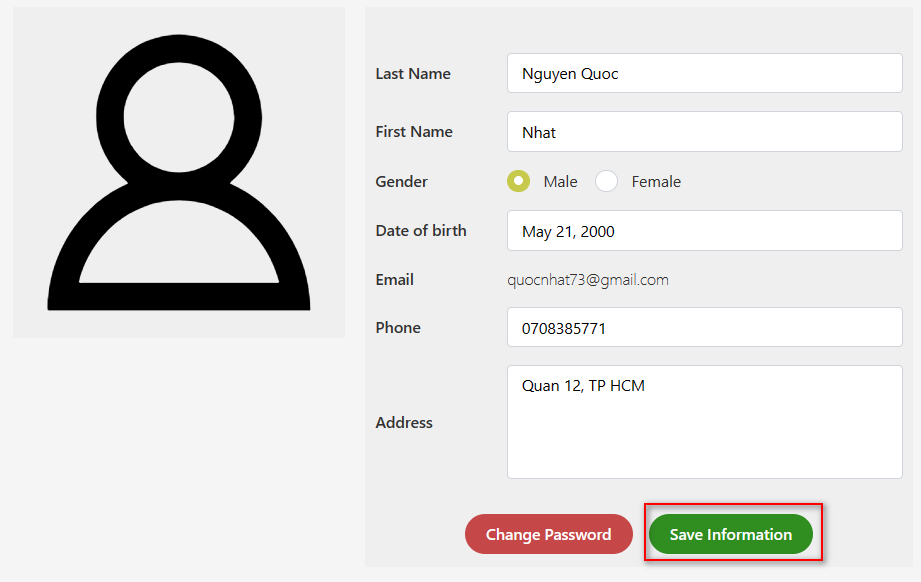 Last Name Nguyen Quoc
First Name Nhat
Gender Male Female
Date of birth May 21, 2000
Email quocnhat73@gmail.com
Phone 0708385771
Address Quan 12, TP HCM
Change Password Save Information